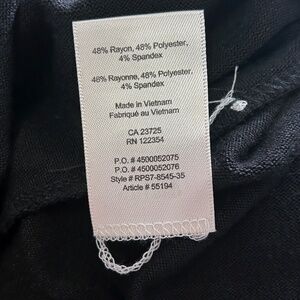 48% Rayon, 48% Polyester,
4% Spandex
48% Rayonne, 48% Polyester,
4% Spandex
Made in Vietnam
Fabriqué au Vietnam
CA 23725
RN 122354
P.O. # 4500052075
P.O. # 4500052076
Style # RPS7-8545-35
Article # 55194